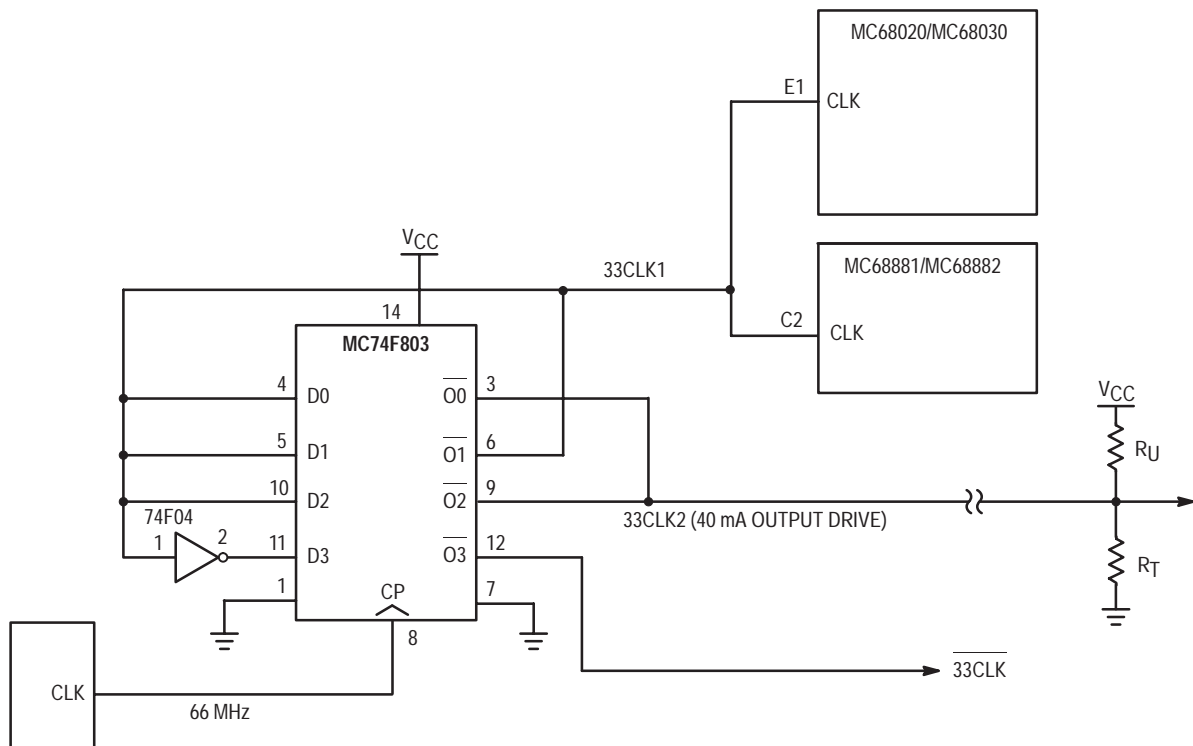 MC68020/MC68030
E1
CLK
VCC
33CLK1
MC68881/MC68882
C2
CLK
14
MC74F803
4
D0
O0
3
VCC
5
D1
O1
6
RU
10
D2
O2
9
74F04
33CLK2 (40 mA OUTPUT DRIVE)
1
2
11
D3
O3
12
RT
1
CP
7
8
33CLK
CLK
66 MHz